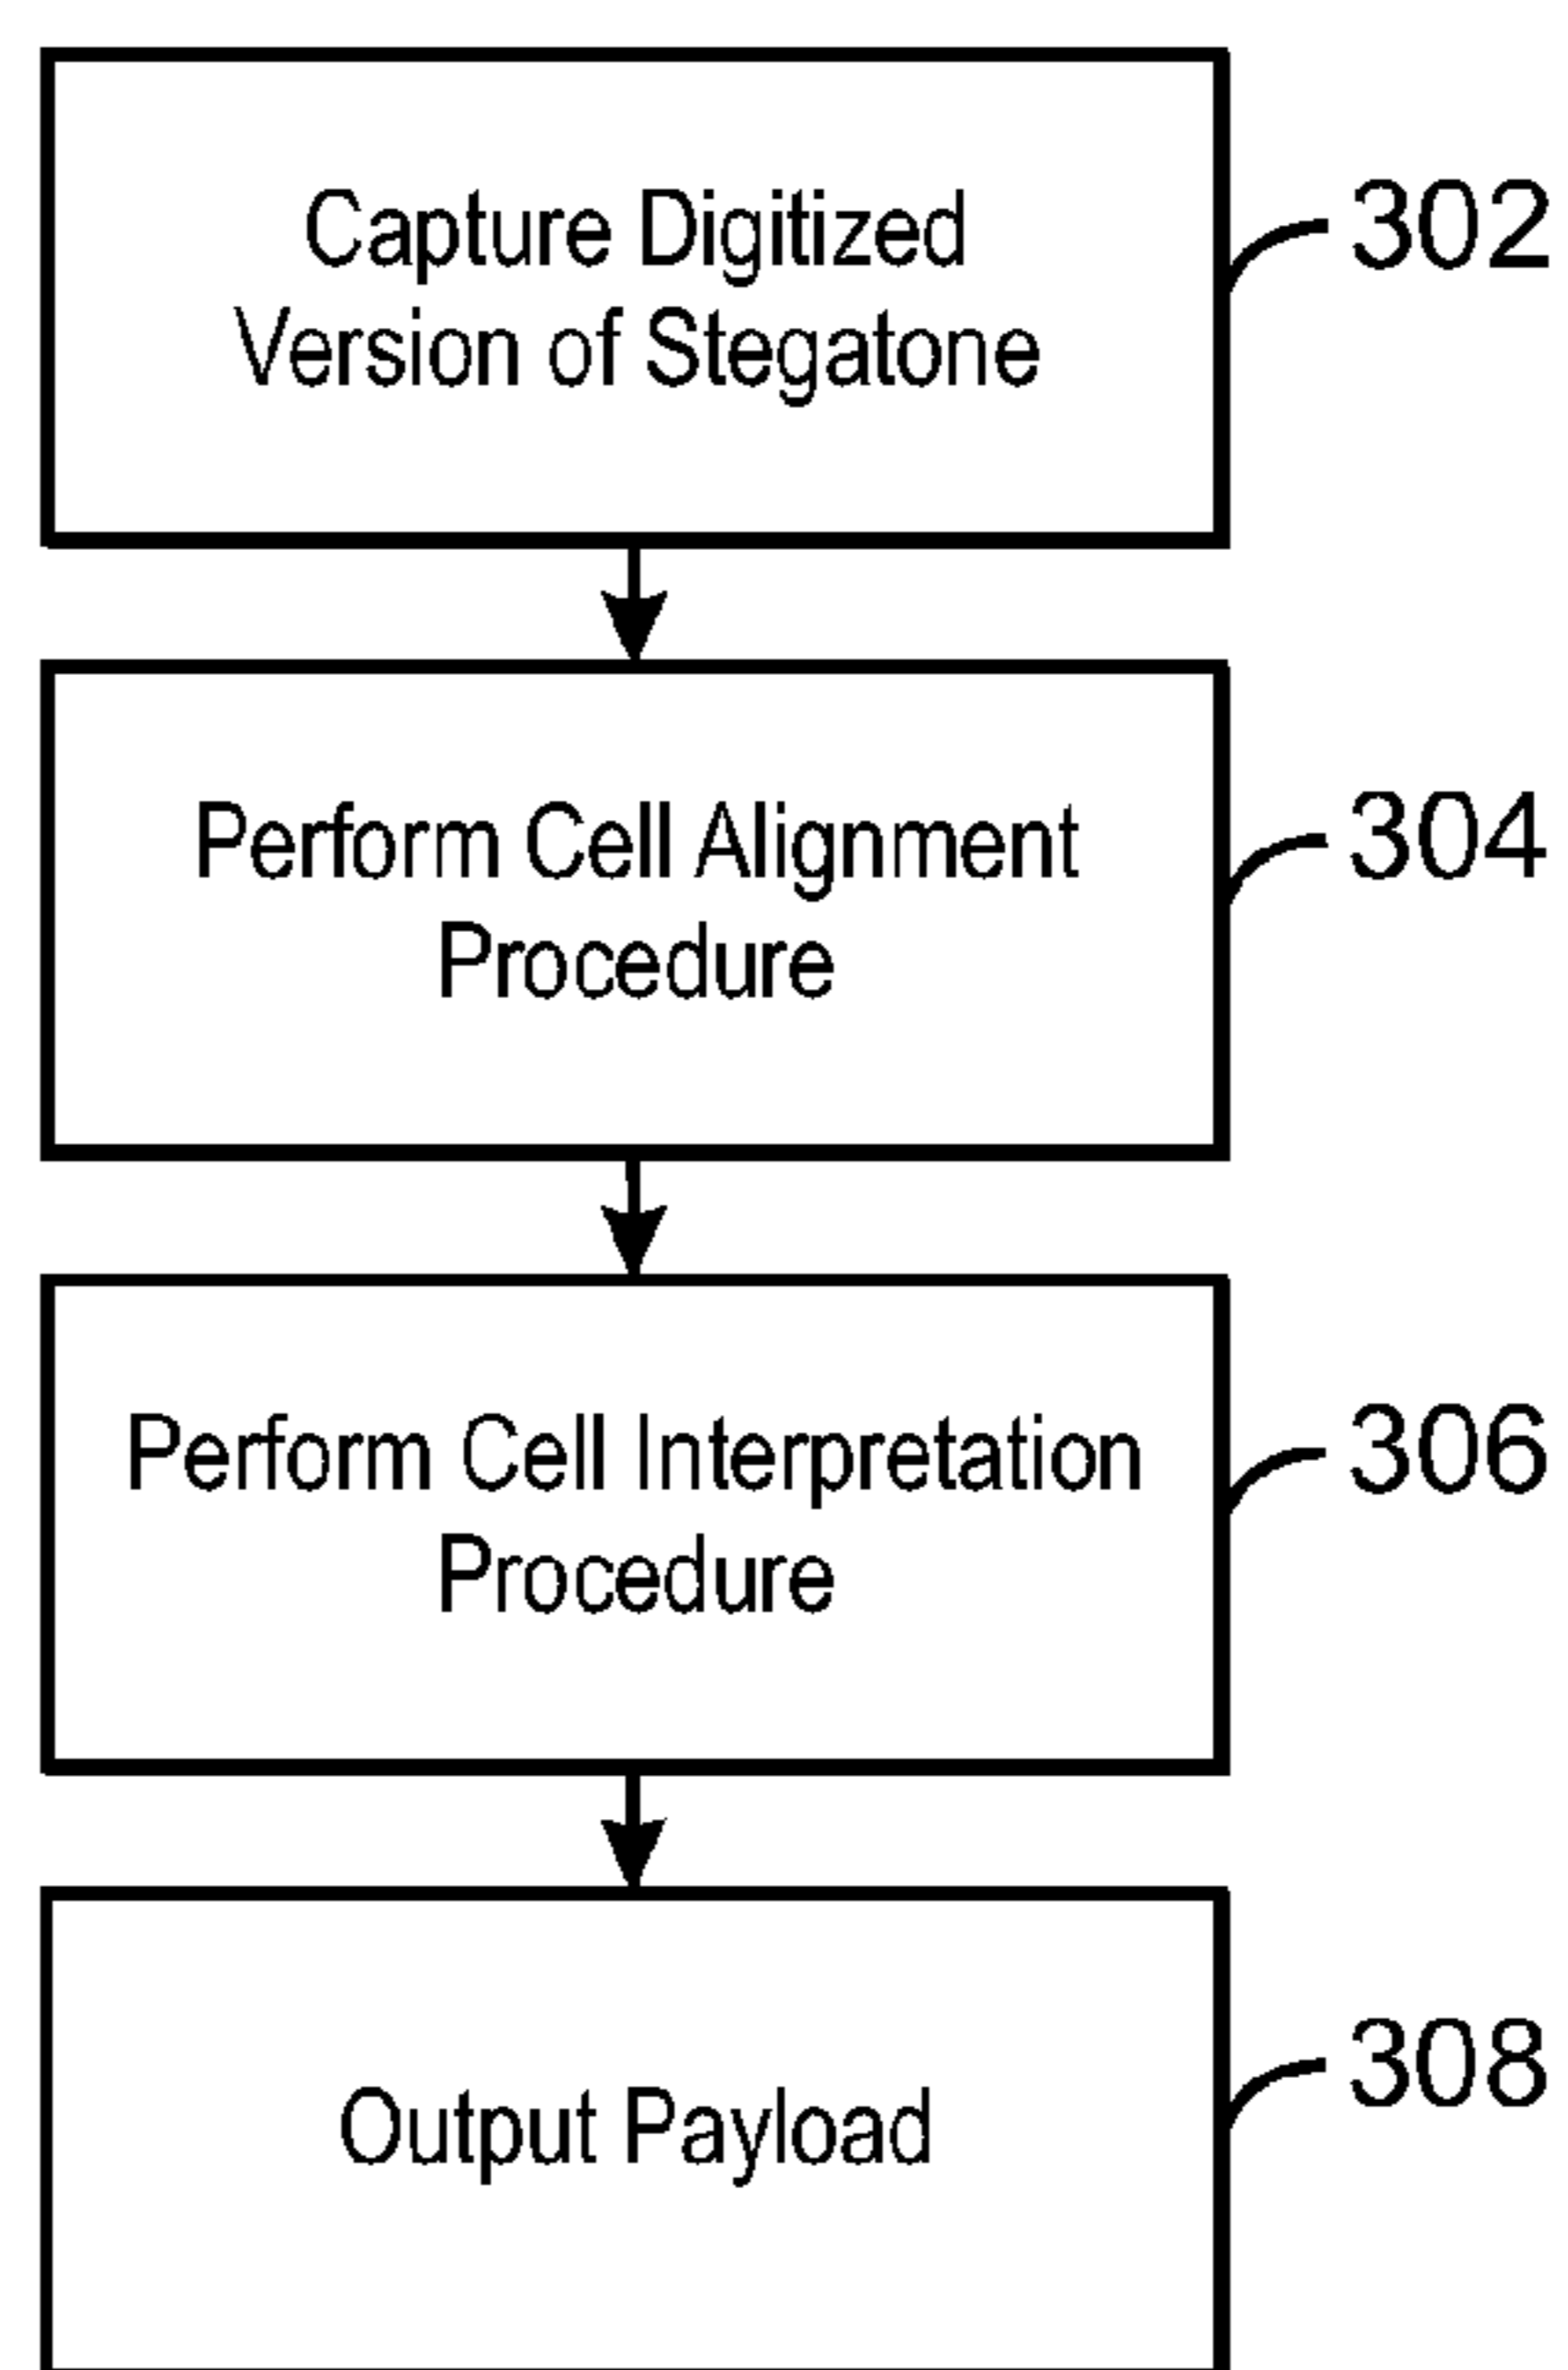 Capture Digitized
Version of Stegatone
302
Perform Cell Alignment
Procedure
304
Perform Cell Interpretation
Procedure
306
Output Payload
308